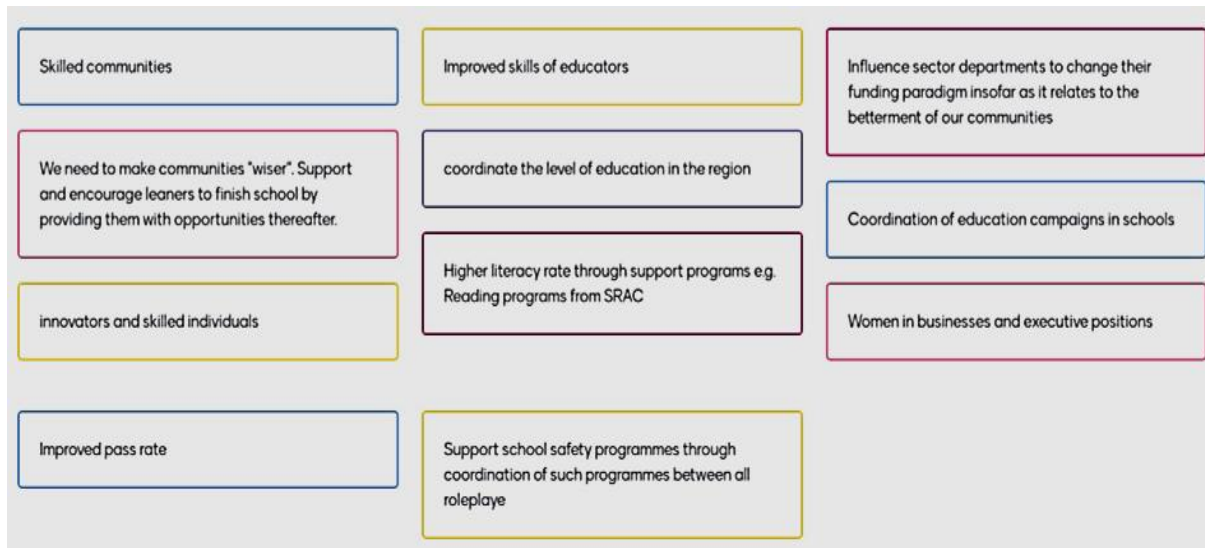 Skilled communities
We need to make communities "wiser". Support
and encourage leaners to finish school by
providing them with opportunities thereafter.
innovators and skilled individuals
Improved pass rate
Improved skills of educators
coordinate the level of education in the region
Higher literacy rate through support programs e.g.
Reading programs from SRAC
Support school safety programmes through
coordination of such programmes between all
roleplaye
Influence sector departments to change their
funding paradigm insofar as it relates to the
betterment of our communities
Coordination of education campaigns in schools
Women in businesses and executive positions